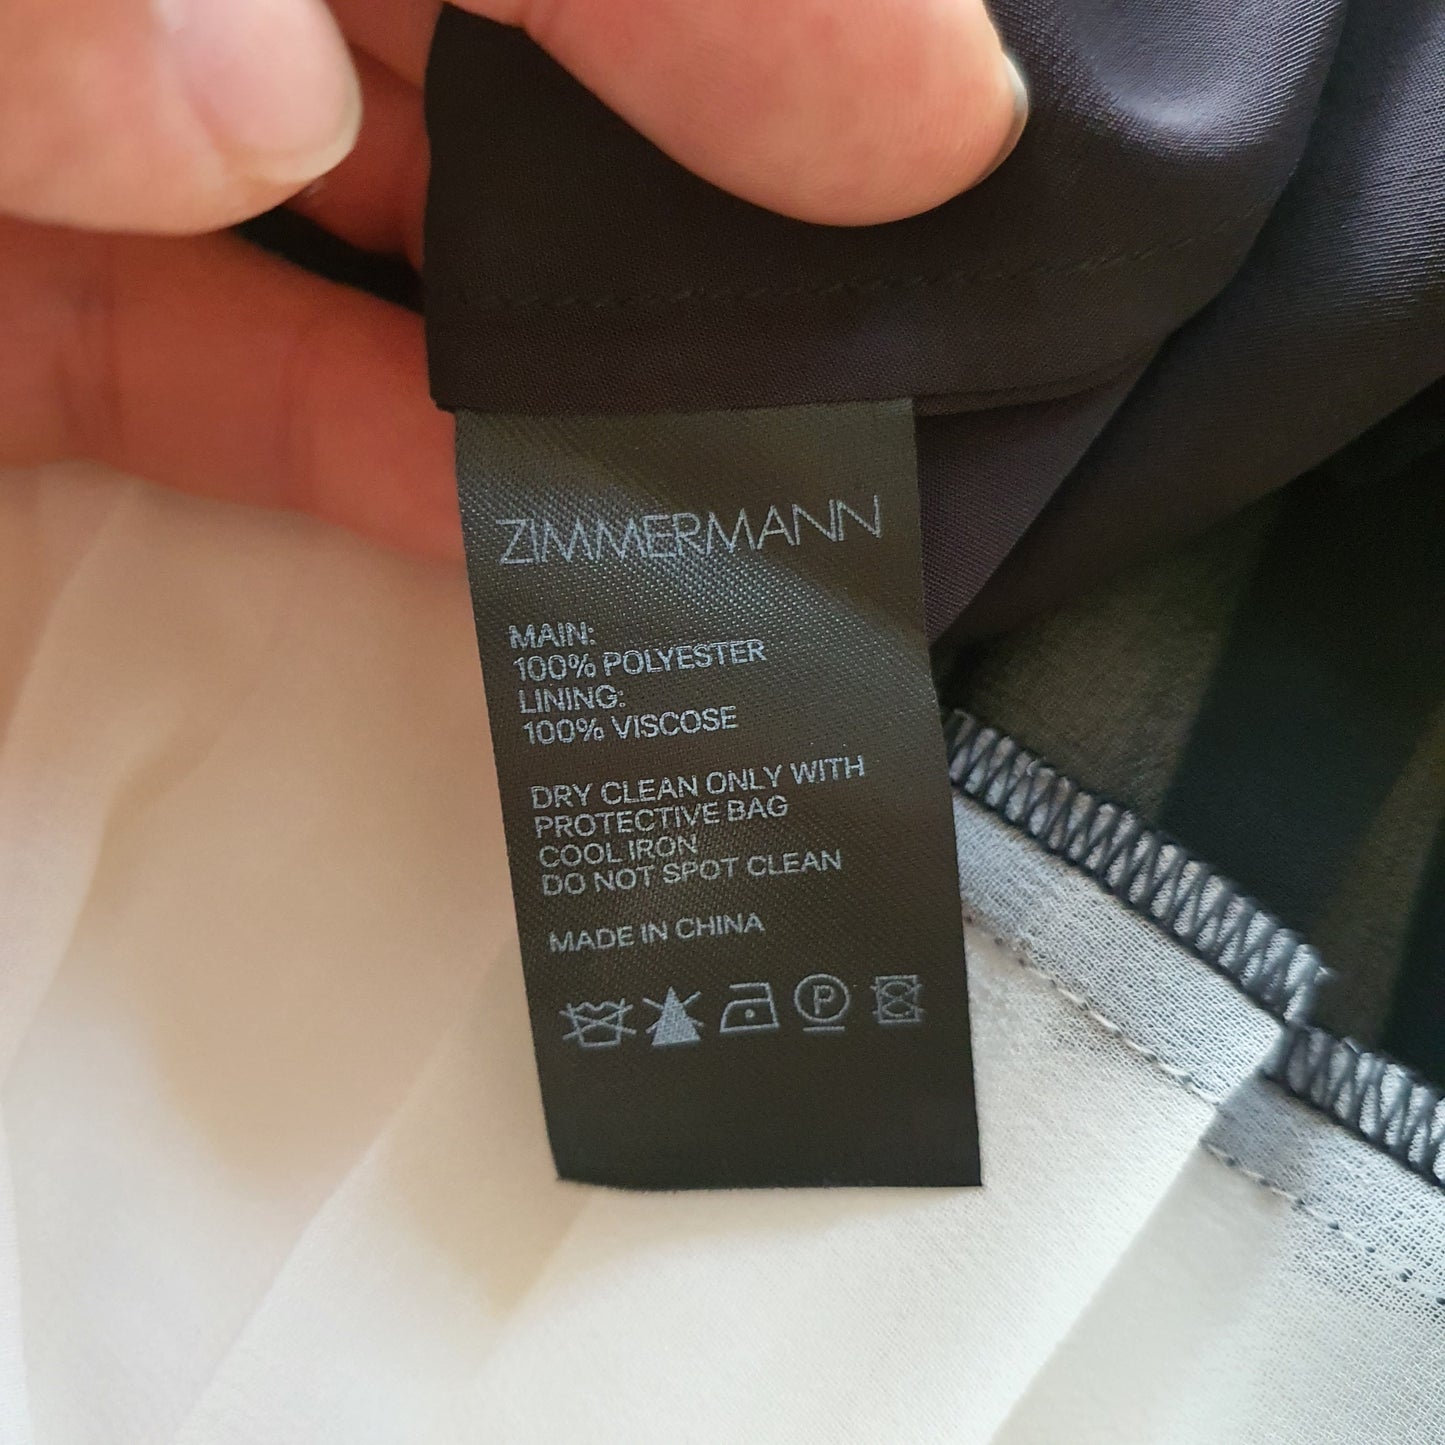 ZIMMERMANN
MAIN:
100% POLYESTER
LINING:
100% VISCOSE
DRY CLEAN ONLY WITH
PROTECTIVE BAG
COOL IRON
DO NOT SPOT CLEAN
MADE IN CHINA
P